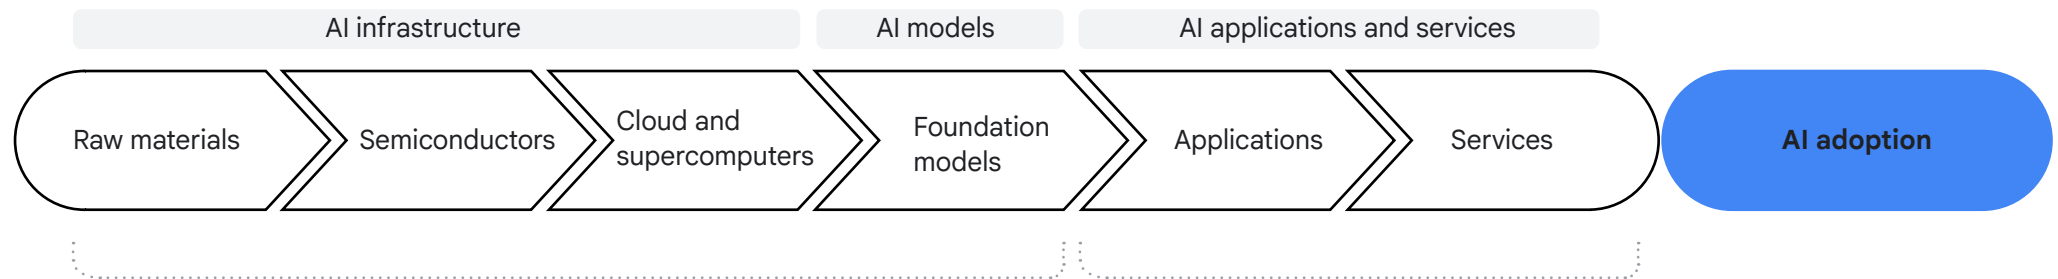 AI infrastructure
AI models
AI applications and services
Raw materials
Semiconductors
Cloud and
supercomputers
Foundation
models
Applications
Services
AI adoption